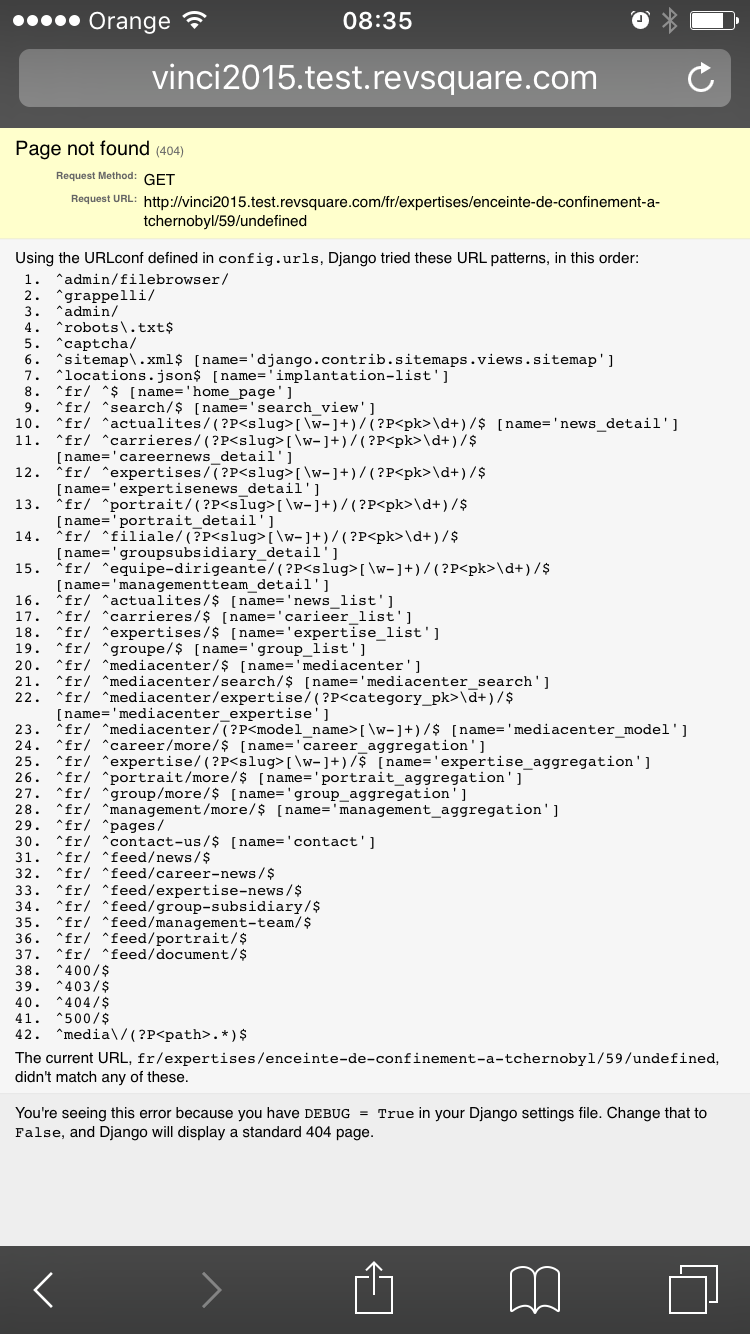 Orange 08:35
vinci2015.test.revsquare.com
Page not found (404)
Request Method: GET
Request URL: http://vinci2015.test.revsquare.com/fr/expertises/enceinte-de-confinement-a-
tchernobyl/59/undefined
Using the URLconf defined in config.urls, Django tried these URL patterns, in this order:
1. ^admin/filebrowser/
2. ^grappelli/
3. ^admin/
4. ^robots\.txt$
5. ^captcha/
6. ^sitemap\.xml$ [name='django.contrib.sitemaps.views.sitemap']
7. ^locations.json$ [name='implantation-list']
8. ^fr/ ^$ [name='home_page']
9. ^fr/ ^search/$ [name='search_view']
10. ^fr/ ^actualites/(?P<slug>[\w-]+)/(?P<pk>\d+)/$ [name='news_detail']
11. ^fr/ ^carrieres/(?P<slug>[\w-]+)/(?P<pk>\d+)/$
[name='careernews_detail']
12. ^fr/ ^expertises/(?P<slug>[\w-]+)/(?P<pk>\d+)/$
[name='expertisenews_detail']
13. ^fr/ ^portrait/(?P<slug>[\w-]+)/(?P<pk>\d+)/$
[name='portrait_detail']
14. ^fr/ ^filiale/(?P<slug>[\w-]+)/(?P<pk>\d+)/$
[name='groupsubsidiary_detail']
15. ^fr/ ^equipe-dirigeante/(?P<slug>[\w-]+)/(?P<pk>\d+)/$
[name='managementteam_detail']
16. ^fr/ ^actualites/$ [name='news_list']
17. ^fr/ ^carrieres/$ [name='carieer_list']
18. ^fr/ ^expertises/$ [name='expertise_list']
19. ^fr/ ^groupe/$ [name='group_list']
20. ^fr/ ^mediacenter/$ [name='mediacenter']
21. ^fr/ ^mediacenter/search/$ [name='mediacenter_search']
22. ^fr/ ^mediacenter/expertise/(?P<category_pk>\d+)/$
[name='mediacenter_expertise']
23. ^fr/ ^mediacenter/(?P<model_name>[\w-]+)/$ [name='mediacenter_model']
24. ^fr/ ^career/more/$ [name='career_aggregation']
25. ^fr/ ^expertise/(?P<slug>[\w-]+)/$ [name='expertise_aggregation']
26. ^fr/ ^portrait/more/$ [name='portrait_aggregation']
27. ^fr/ ^group/more/$ [name='group_aggregation']
28. ^fr/ ^management/more/$ [name='management_aggregation']
29. ^fr/ ^pages/
30. ^fr/ ^contact-us/$ [name='contact']
31. ^fr/ ^feed/news/$
32. ^fr/ ^feed/career-news/$
33. ^fr/ ^feed/expertise-news/$
34. ^fr/ ^feed/group-subsidiary/$
35. ^fr/ ^feed/management-team/$
36. ^fr/ ^feed/portrait/$
37. ^fr/ ^feed/document/$
38. ^400/$
39. ^403/$
40. ^404/$
41. ^500/$
42. ^media\/(?P<path>.*)$
The current URL, fr/expertises/enceinte-de-confinement-a-tchernobyl/59/undefined,
didn't match any of these.
You're seeing this error because you have DEBUG = True in your Django settings file. Change that to
False, and Django will display a standard 404 page.